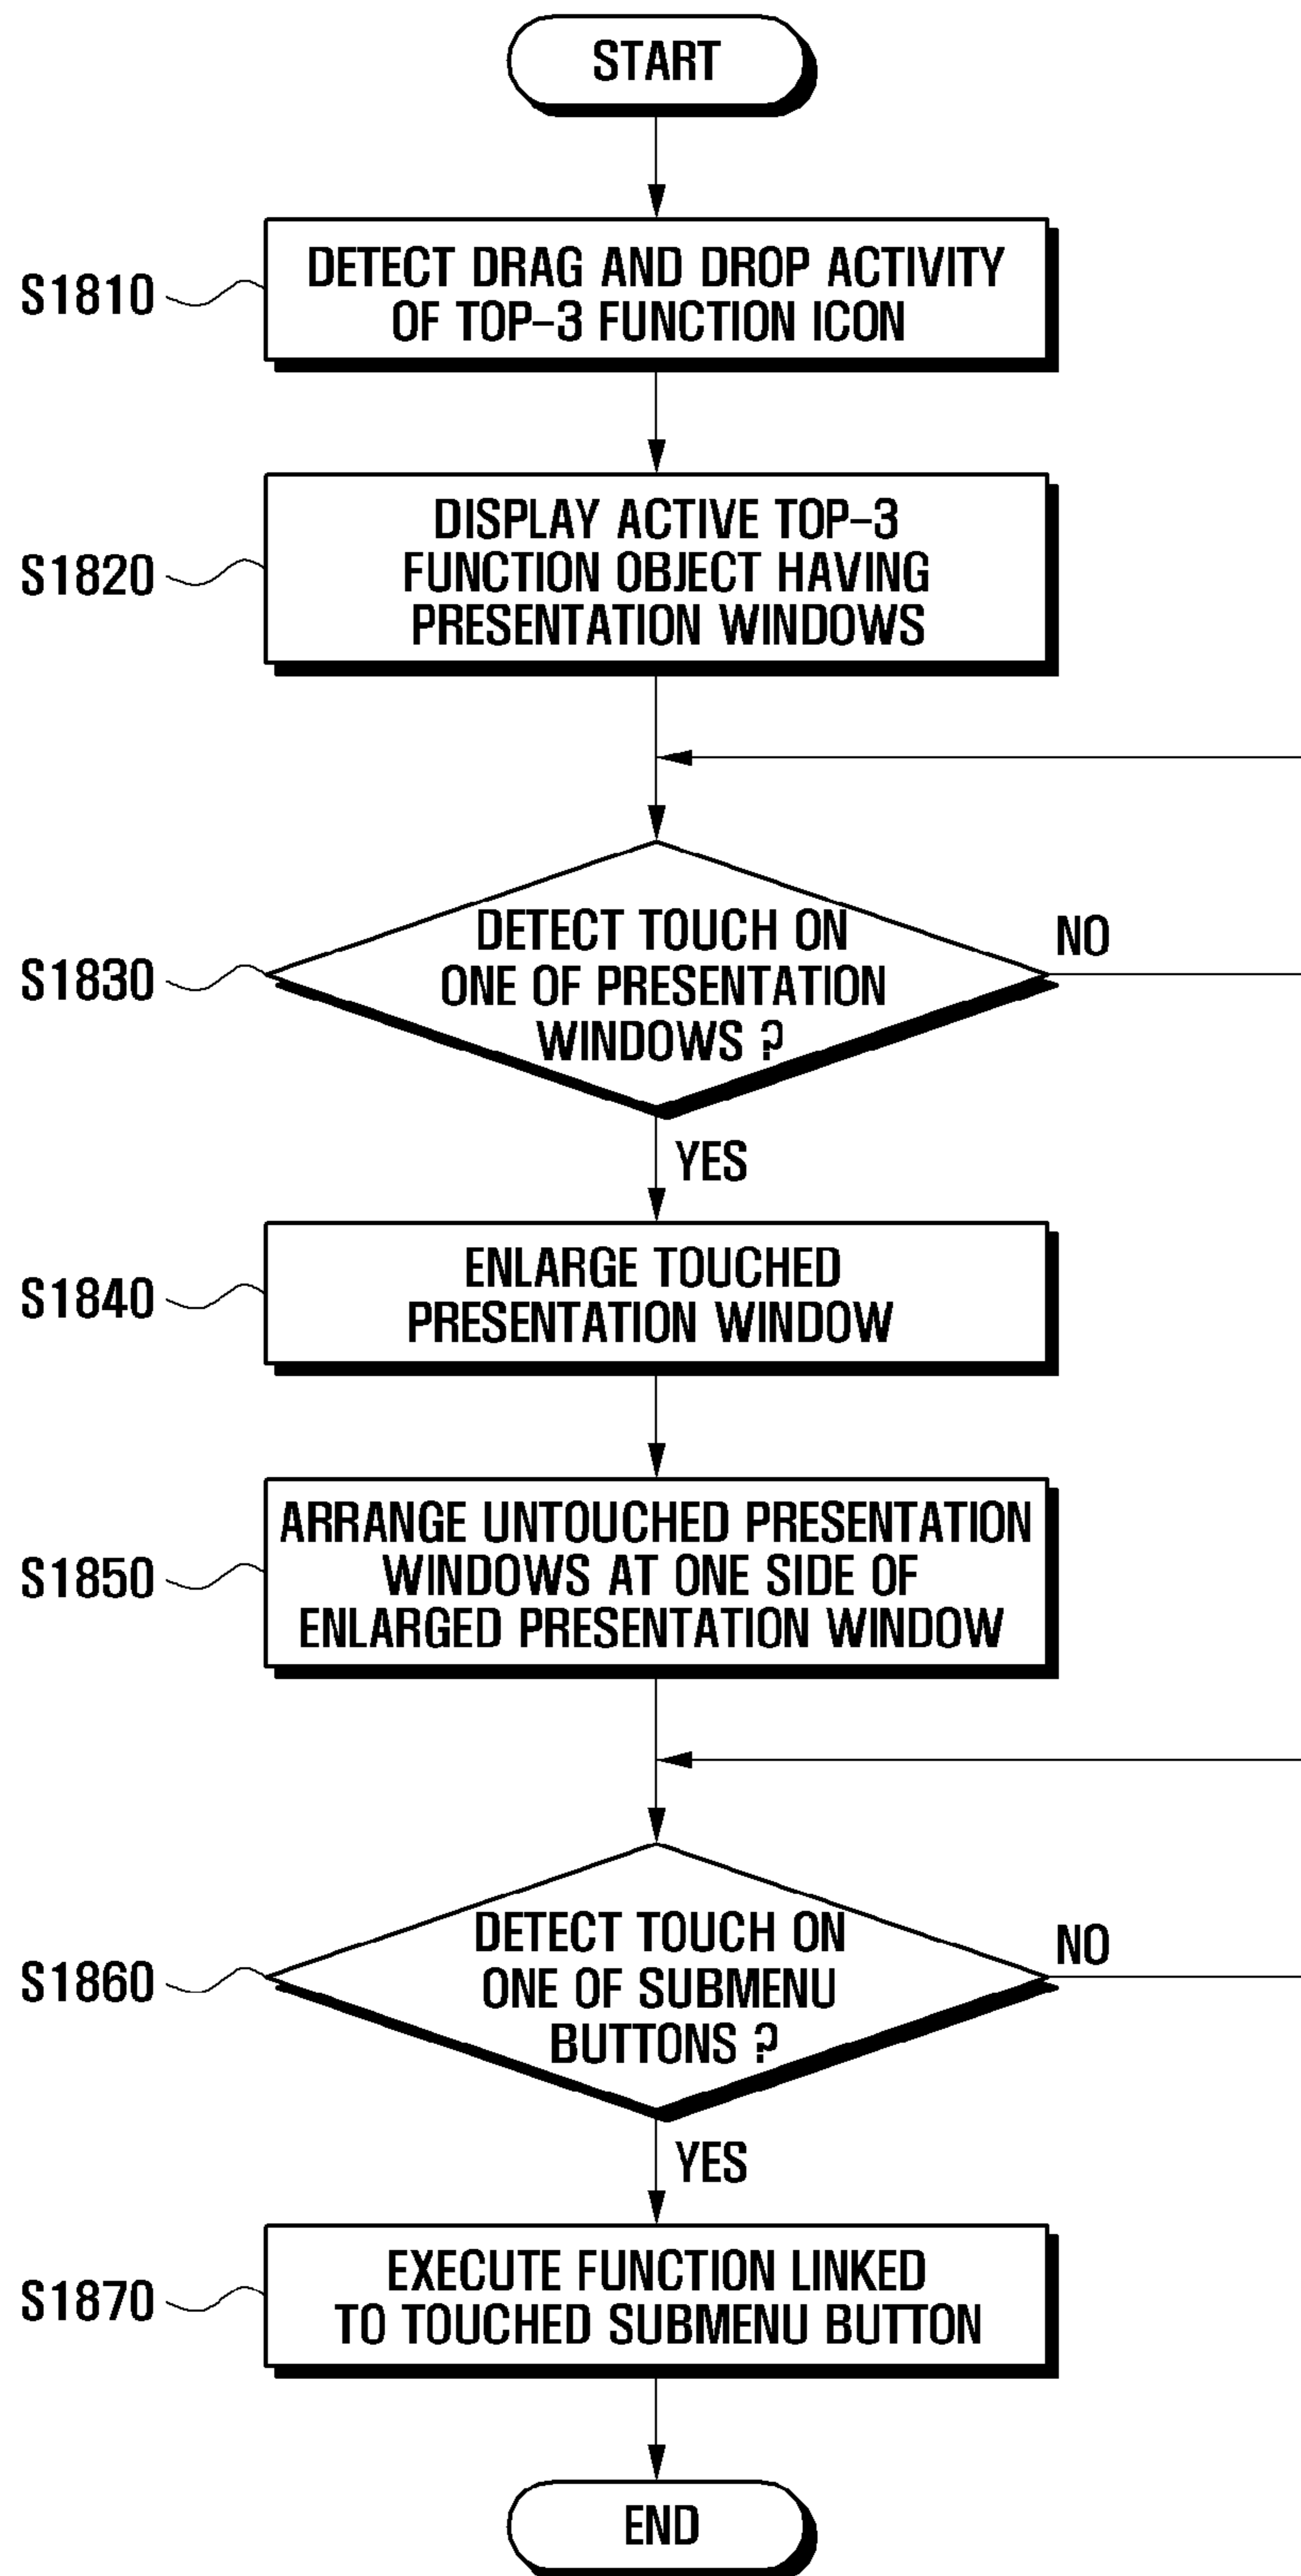 START
S1810
DETECT DRAG AND DROP ACTIVITY
OF TOP-3 FUNCTION ICON
S1820
DISPLAY ACTIVE TOP-3
FUNCTION OBJECT HAVING
PRESENTATION WINDOWS
S1830
DETECT TOUCH ON
ONE OF PRESENTATION
WINDOWS ?
NO
YES
S1840
ENLARGE TOUCHED
PRESENTATION WINDOW
S1850
ARRANGE UNTOUCHED PRESENTATION
WINDOWS AT ONE SIDE OF
ENLARGED PRESENTATION WINDOW
S1860
DETECT TOUCH ON
ONE OF SUBMENU
BUTTONS ?
NO
YES
S1870
EXECUTE FUNCTION LINKED
TO TOUCHED SUBMENU BUTTON
END